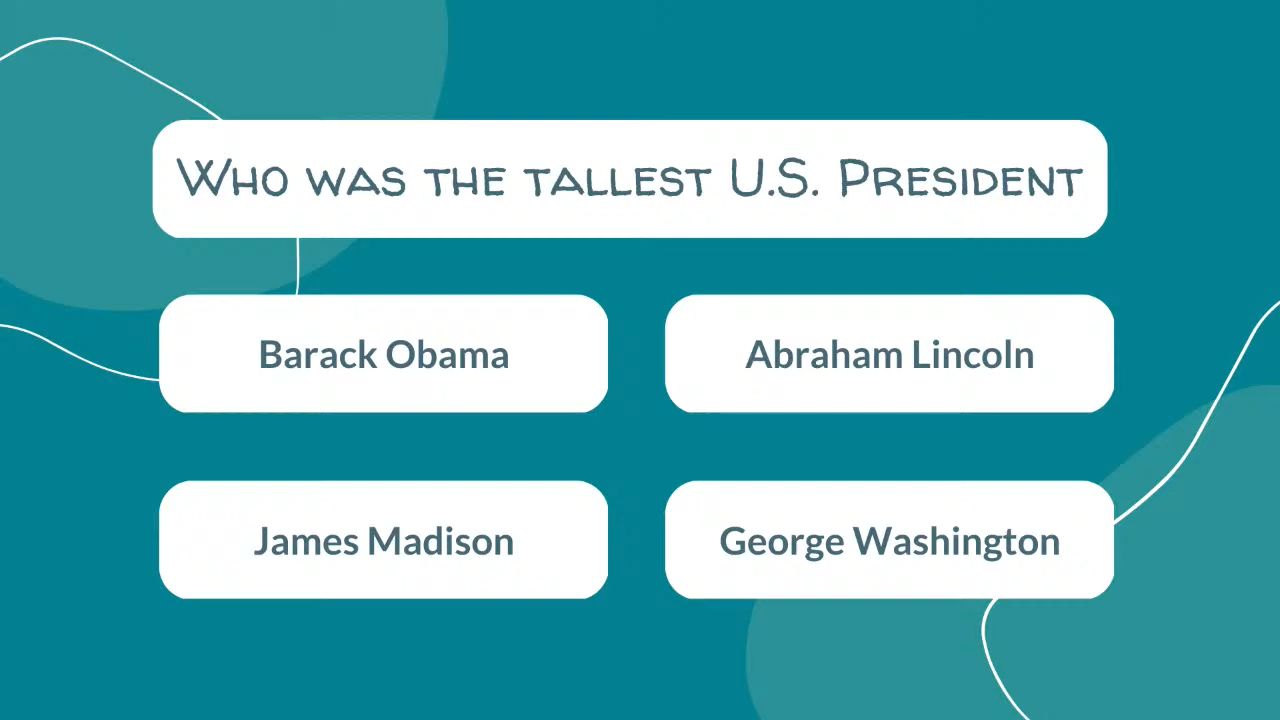 Who was the tallest U.S. President
Barack Obama
Abraham Lincoln
James Madison
George Washington